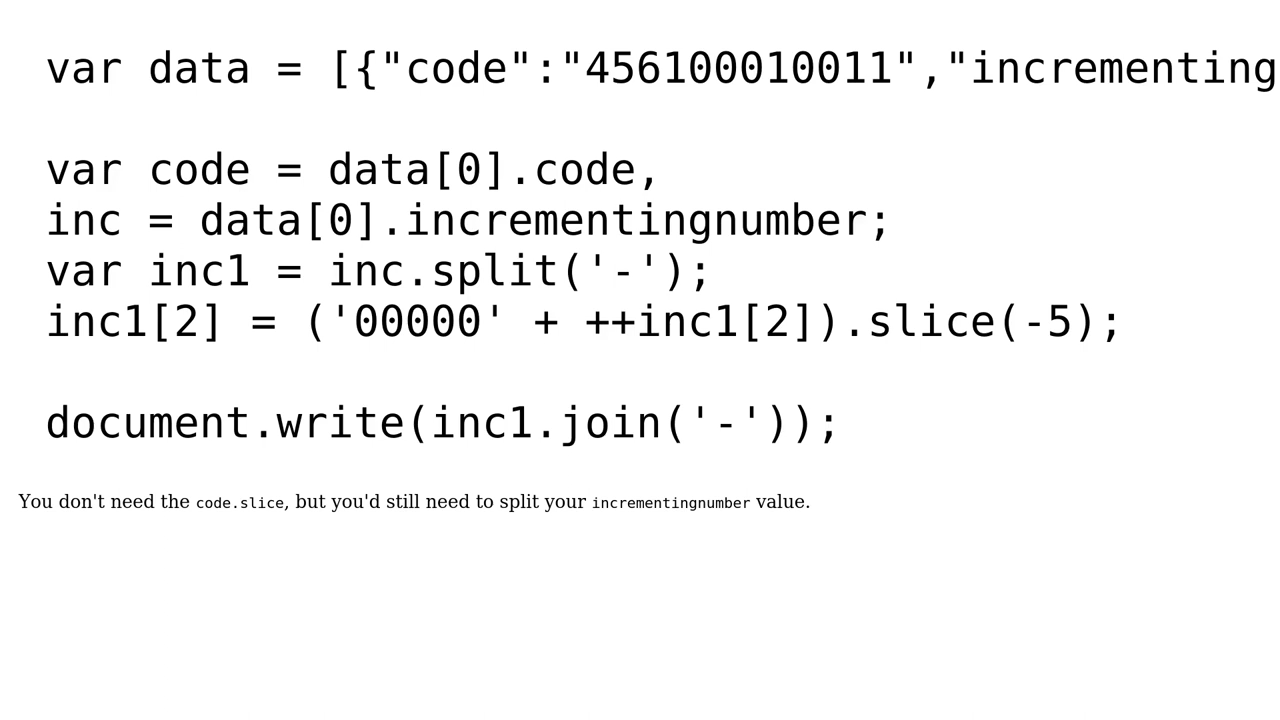 var data = [{"code":"456100010011","incrementing
var code = data[0].code,
inc = data[0].incrementingnumber;
var inc1 = inc.split('-');
inc1[2] = ('00000' + ++inc1[2]).slice(-5);
document.write(inc1.join('-'));
You don't need the code.slice, but you'd still need to split your incrementingnumber value.